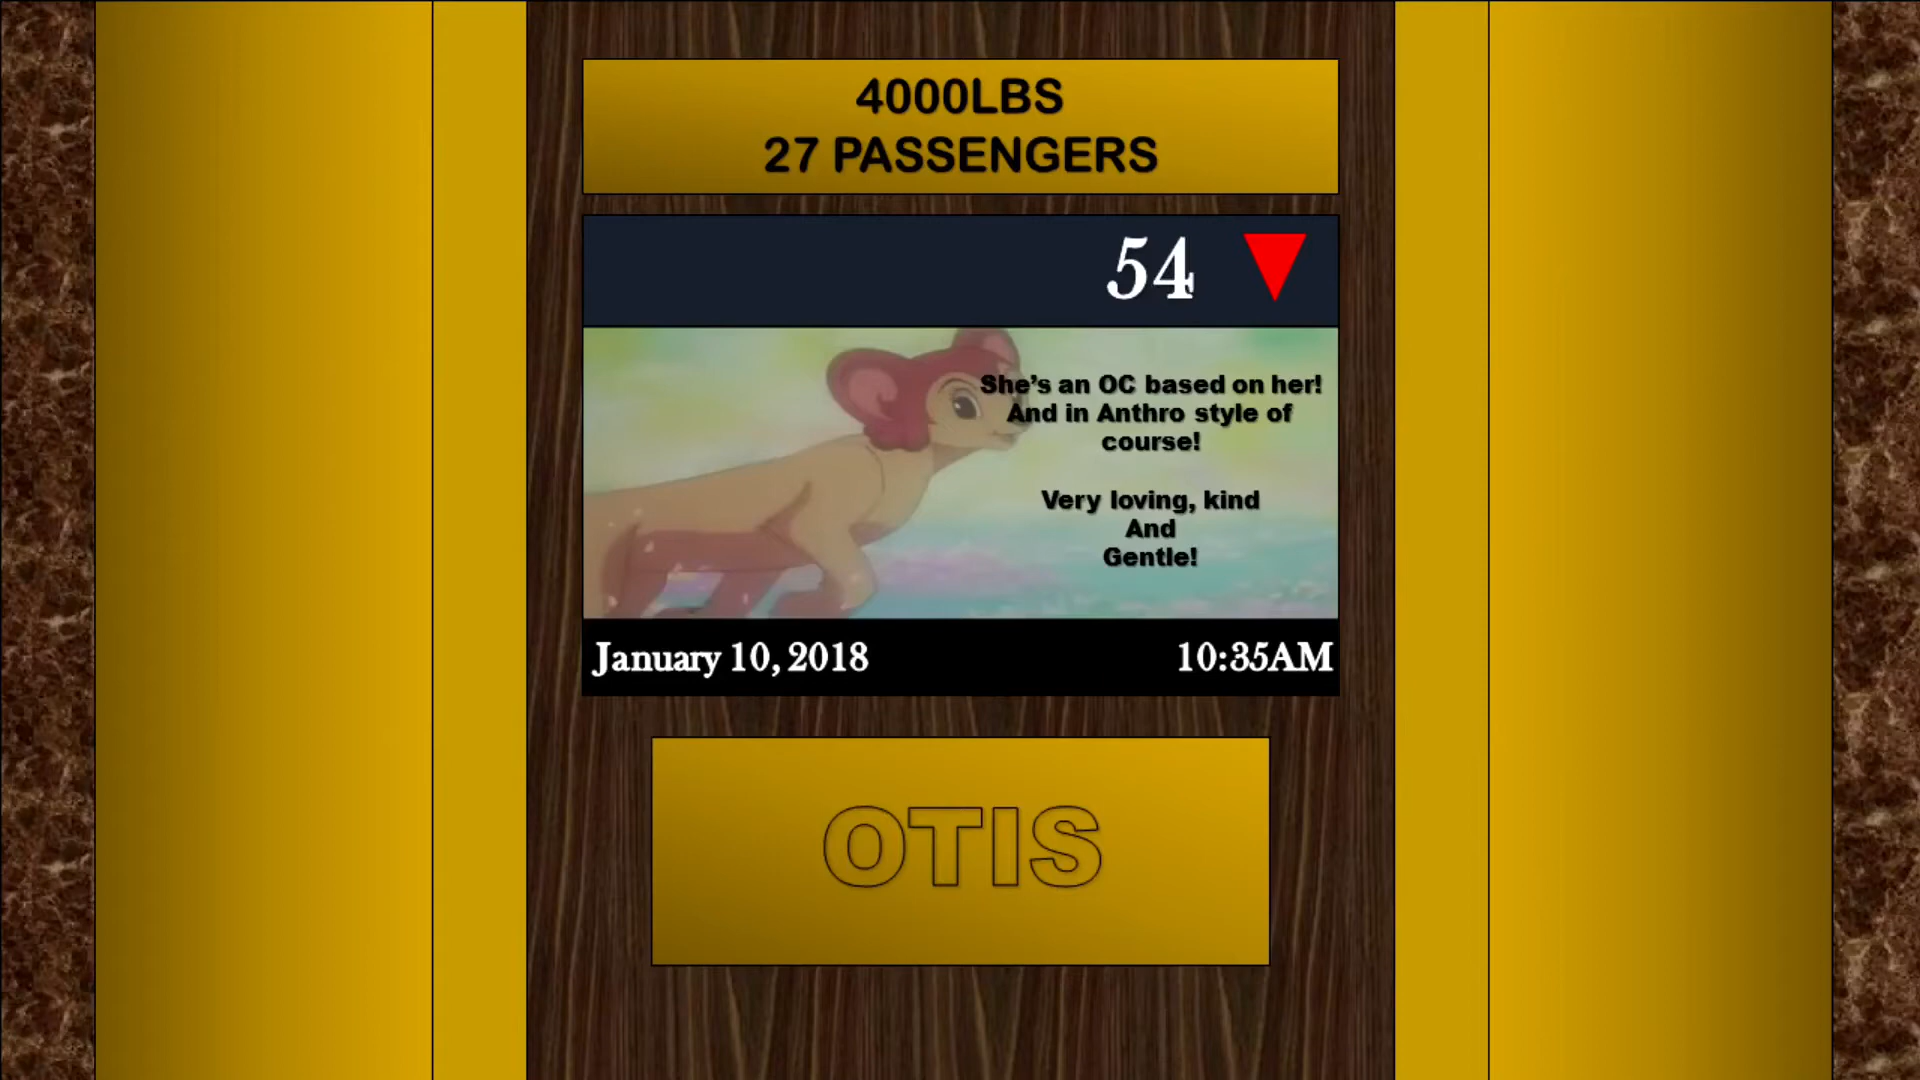 4000LBS
27 PASSENGERS
54
She's an OC based on her!
And in Anthro style of
course!
Very loving, kind
And
Gentle!
January 10, 2018
10:35AM
OTIS